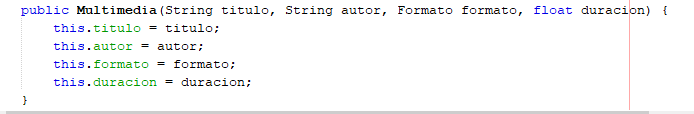 public Multimedia(String titulo, String autor, Formato formato, float duracion) {
this.titulo = titulo;
this.autor = autor;
this.formato = formato;
this.duracion = duracion;
}